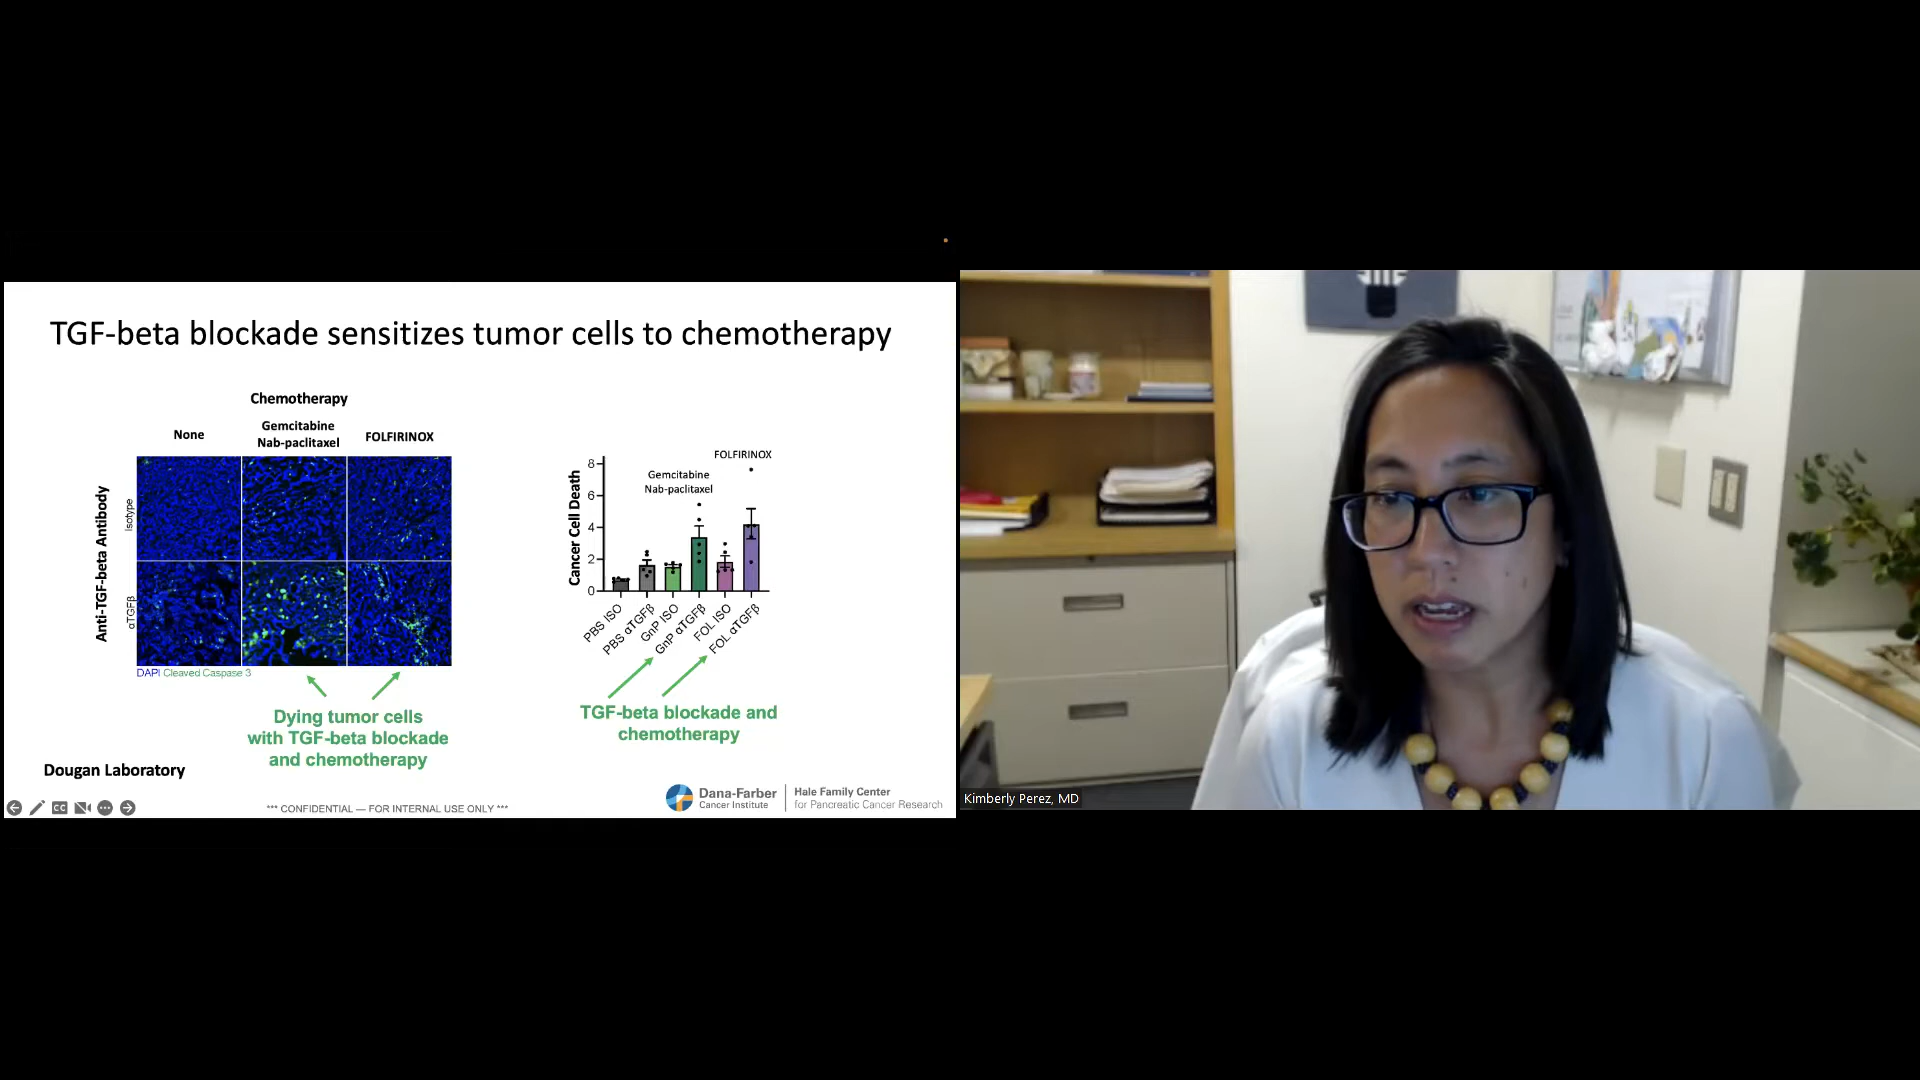 TGF-beta blockade sensitizes tumor cells to chemotherapy
Chemotherapy
None
Gemcitabine
Nab-paclitaxel
FOLFIRINOX
Anti-TGF-beta Antibody
Isotype
αTGFβ
DAPI Cleaved Caspase 3
Dying tumor cells
with TGF-beta blockade
and chemotherapy
Cancer Cell Death
8
6
4
2
0
Gemcitabine
Nab-paclitaxel
FOLFIRINOX
PBS ISO
PBS αTGFβ
GnP ISO
GnP αTGFβ
FOL ISO
FOL αTGFβ
TGF-beta blockade and
chemotherapy
Dougan Laboratory
CC
*** CONFIDENTIAL — FOR INTERNAL USE ONLY ***
Dana-Farber
Cancer Institute
Hale Family Center
for Pancreatic Cancer Research
Kimberly Perez, MD